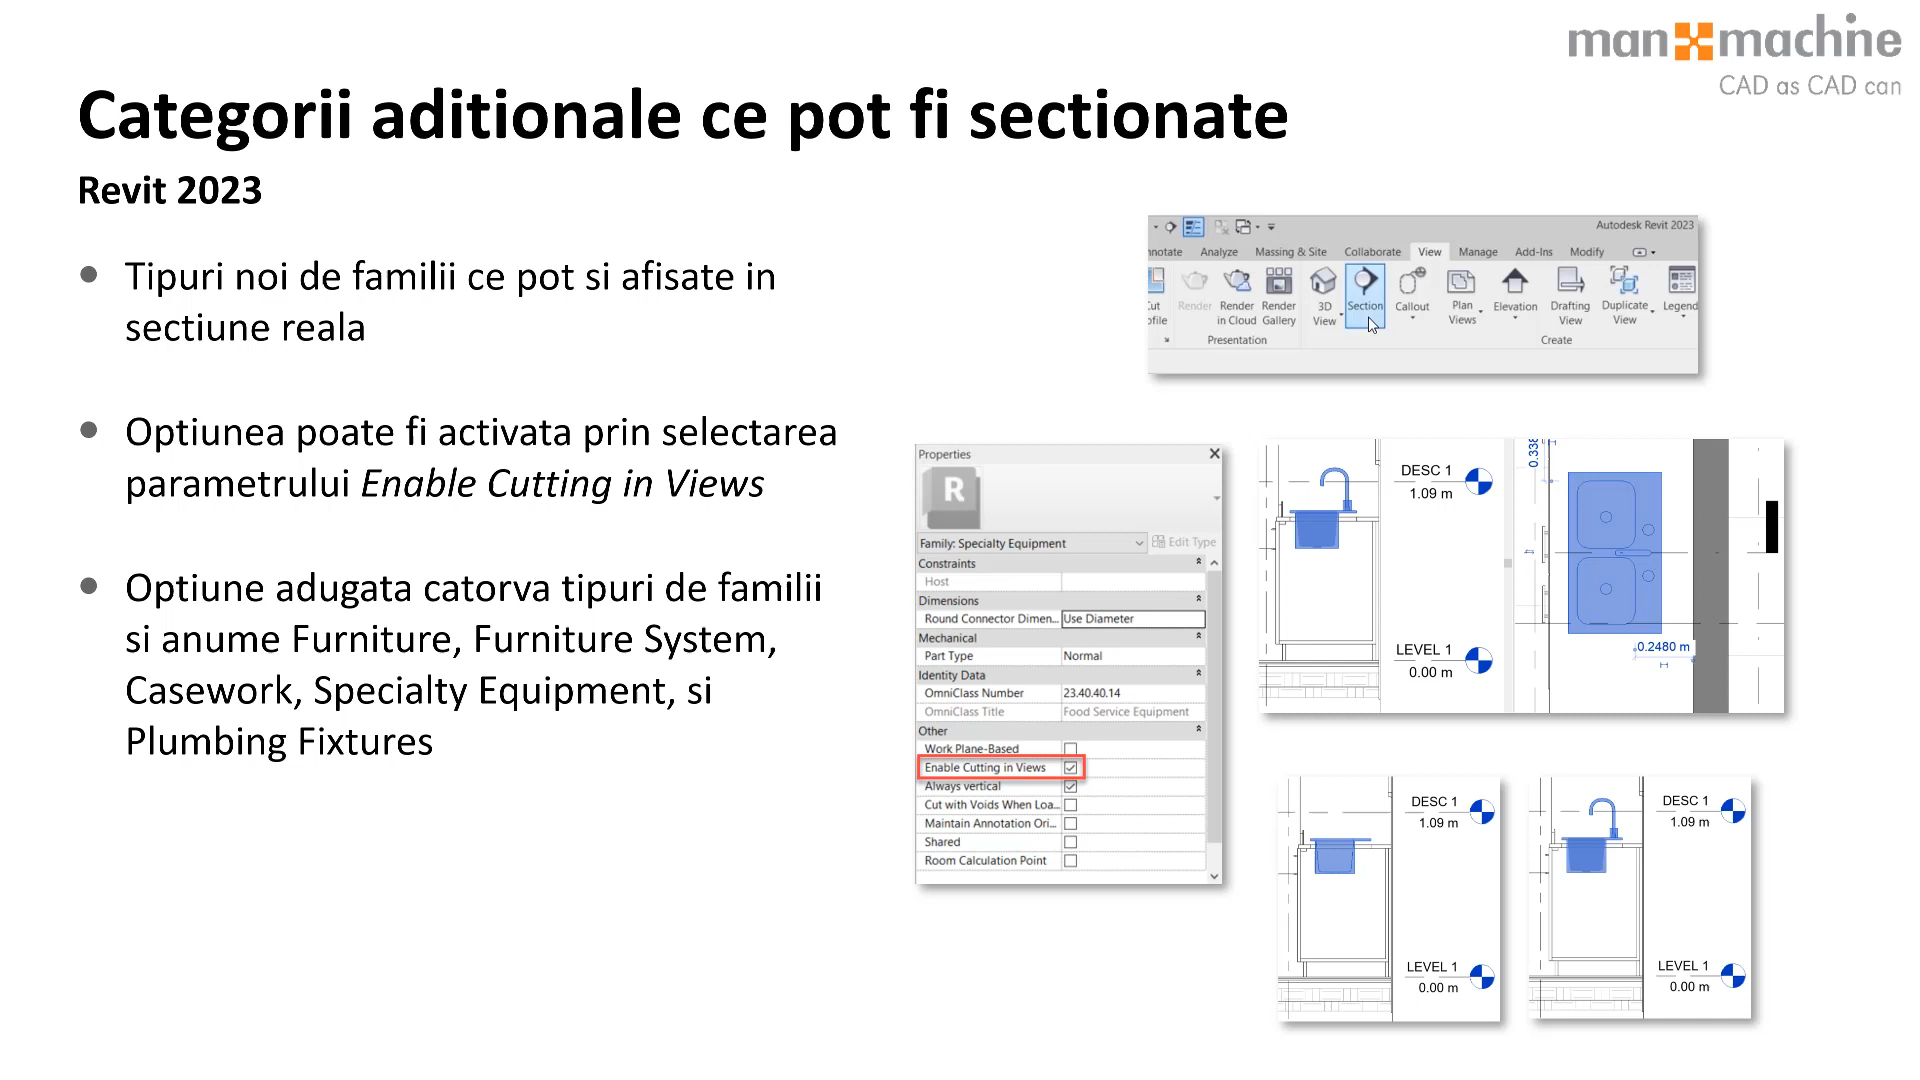 man machine
CAD as CAD can
Categorii aditionale ce pot fi sectionate
Revit 2023
• Tipuri noi de familii ce pot si afisate in
sectiune reala
• Optiunea poate fi activata prin selectarea
parametrului Enable Cutting in Views
• Optiune adugata catorva tipuri de familii
si anume Furniture, Furniture System,
Casework, Specialty Equipment, si
Plumbing Fixtures
Autodesk Revit 2023
nnotate Analyze Massing & Site Collaborate View Manage Add-Ins Modify
Cut Render Render Render 3D Section Callout Plan Elevation Drafting Duplicate Legend
ofile in Cloud Gallery View Views View View
Presentation Create
Properties
R
Family: Specialty Equipment Edit Type
Constraints
Host
Dimensions
Round Connector Dimen... Use Diameter
Mechanical
Part Type Normal
Identity Data
OmniClass Number 23.40.40.14
OmniClass Title Food Service Equipment
Other
Work Plane-Based
Enable Cutting in Views
Always vertical
Cut with Voids When Loa...
Maintain Annotation Ori...
Shared
Room Calculation Point
DESC 1
1.09 m
LEVEL 1
0.00 m
0.338
0.2480 m
DESC 1
1.09 m
LEVEL 1
0.00 m
DESC 1
1.09 m
LEVEL 1
0.00 m